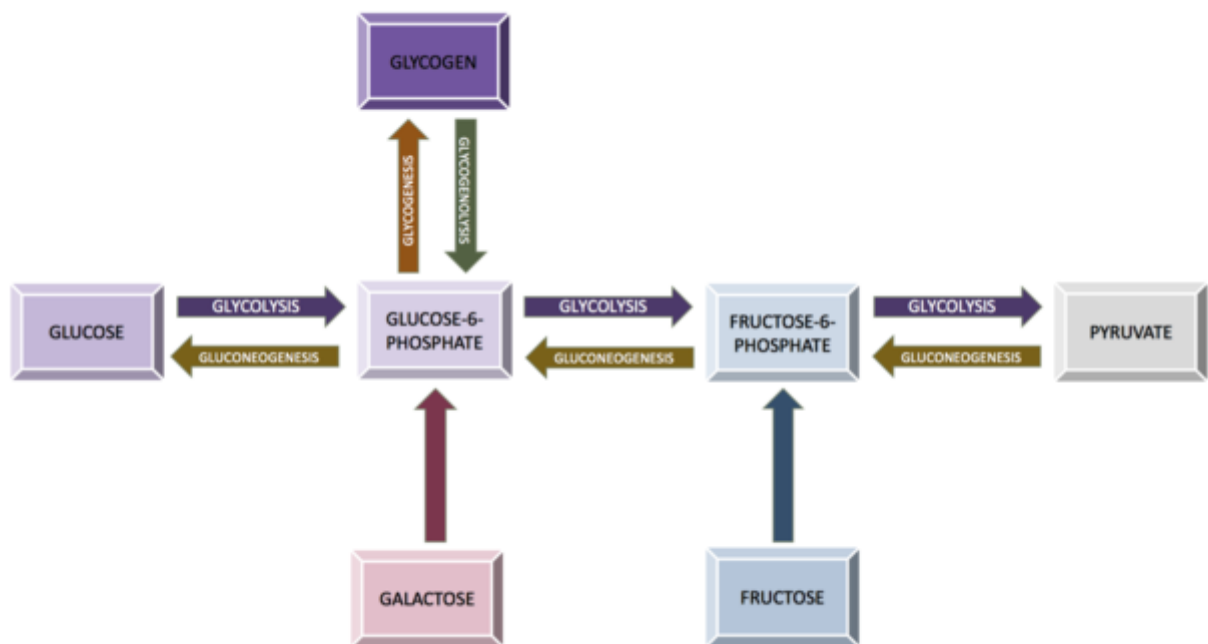 GLYCOGEN
GLYCOGENESIS
GLYCOGENOLYSIS
GLUCOSE
GLYCOLYSIS
GLUCONEOGENESIS
GLUCOSE-6-
PHOSPHATE
GLYCOLYSIS
GLUCONEOGENESIS
FRUCTOSE-6-
PHOSPHATE
GLYCOLYSIS
GLUCONEOGENESIS
PYRUVATE
GALACTOSE
FRUCTOSE